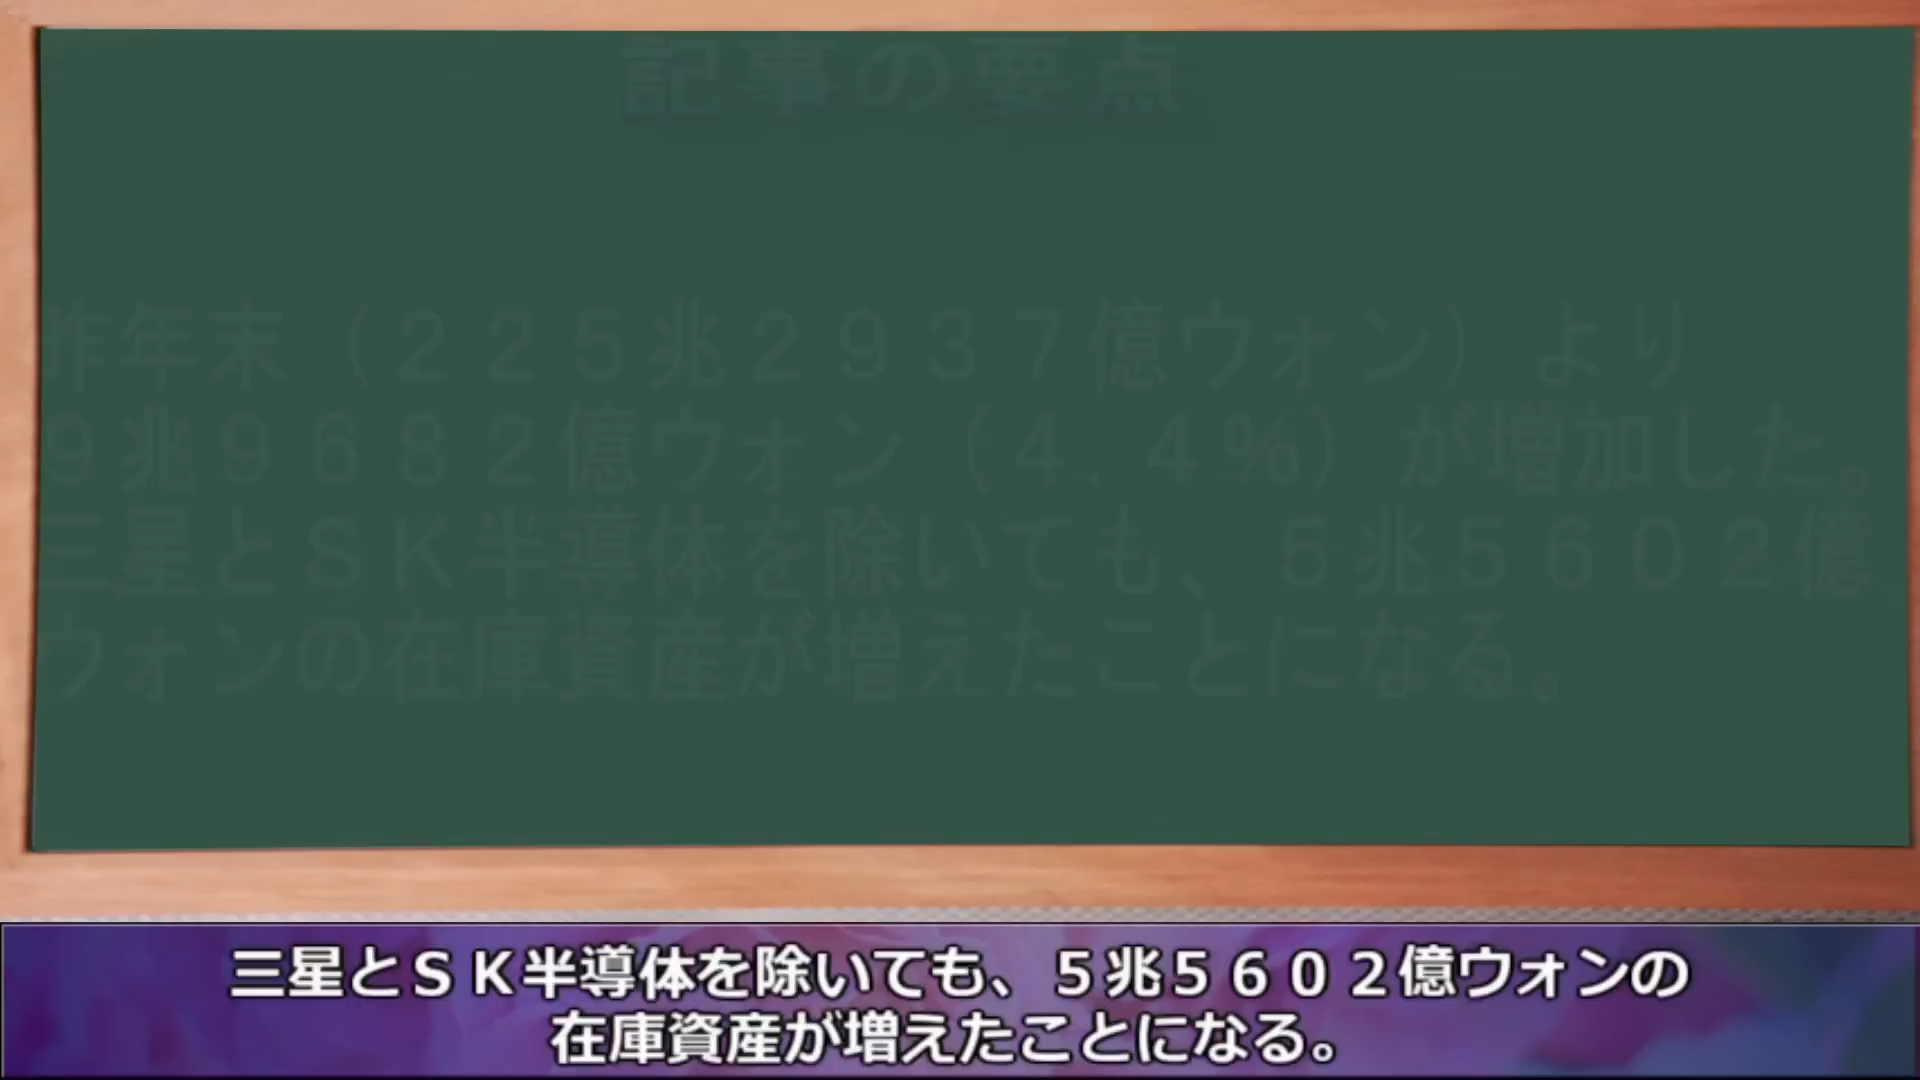 記事の要点
昨年末（２２５兆２９３７億ウォン）より
９兆９６８２億ウォン（４．４％）が増加した。
三星とＳＫ半導体を除いても、５兆５６０２億
ウォンの在庫資産が増えたことになる。
三星とＳＫ半導体を除いても、５兆５６０２億ウォンの
在庫資産が増えたことになる。